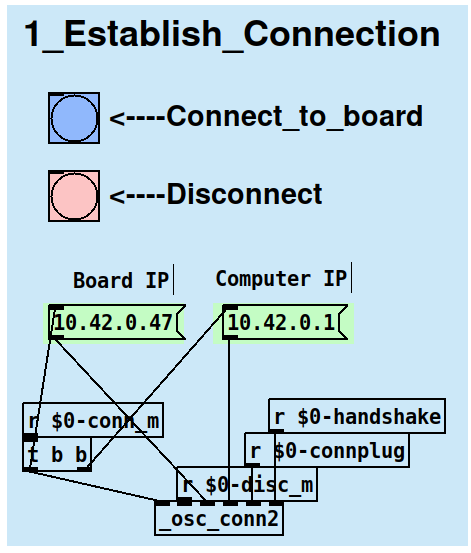 1_Establish_Connection
<----Connect_to_board
<----Disconnect
Board IP
Computer IP
10.42.0.47
10.42.0.1
r $0-conn_m
r $0-handshake
t b b
r $0-connplug
r $0-disc_m
_osc_conn2